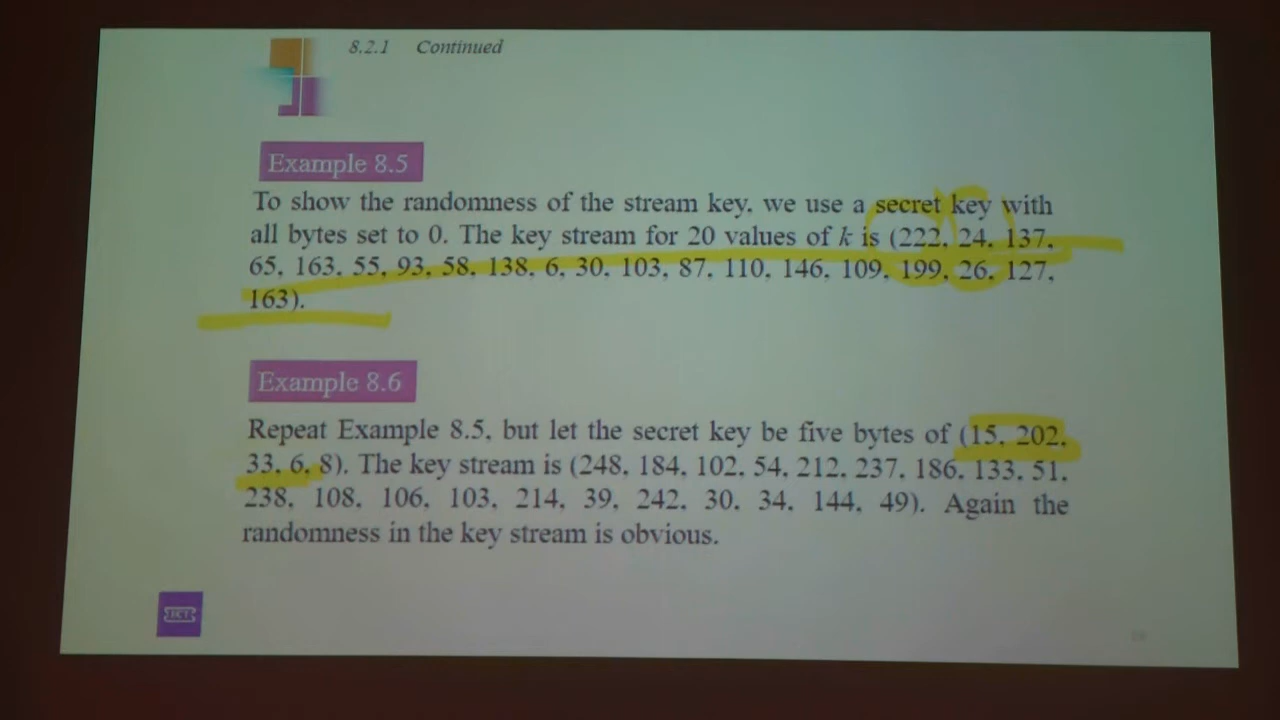 8.2.1 Continued
Example 8.5
To show the randomness of the stream key, we use a secret key with
all bytes set to 0. The key stream for 20 values of k is (222, 24, 137,
65, 163, 55, 93, 58, 138, 6, 30, 103, 87, 110, 146, 109, 199, 26, 127,
163).
Example 8.6
Repeat Example 8.5, but let the secret key be five bytes of (15, 202,
33, 6, 8). The key stream is (248, 184, 102, 54, 212, 237, 186, 133, 51,
238, 108, 106, 103, 214, 39, 242, 30, 34, 144, 49). Again the
randomness in the key stream is obvious.